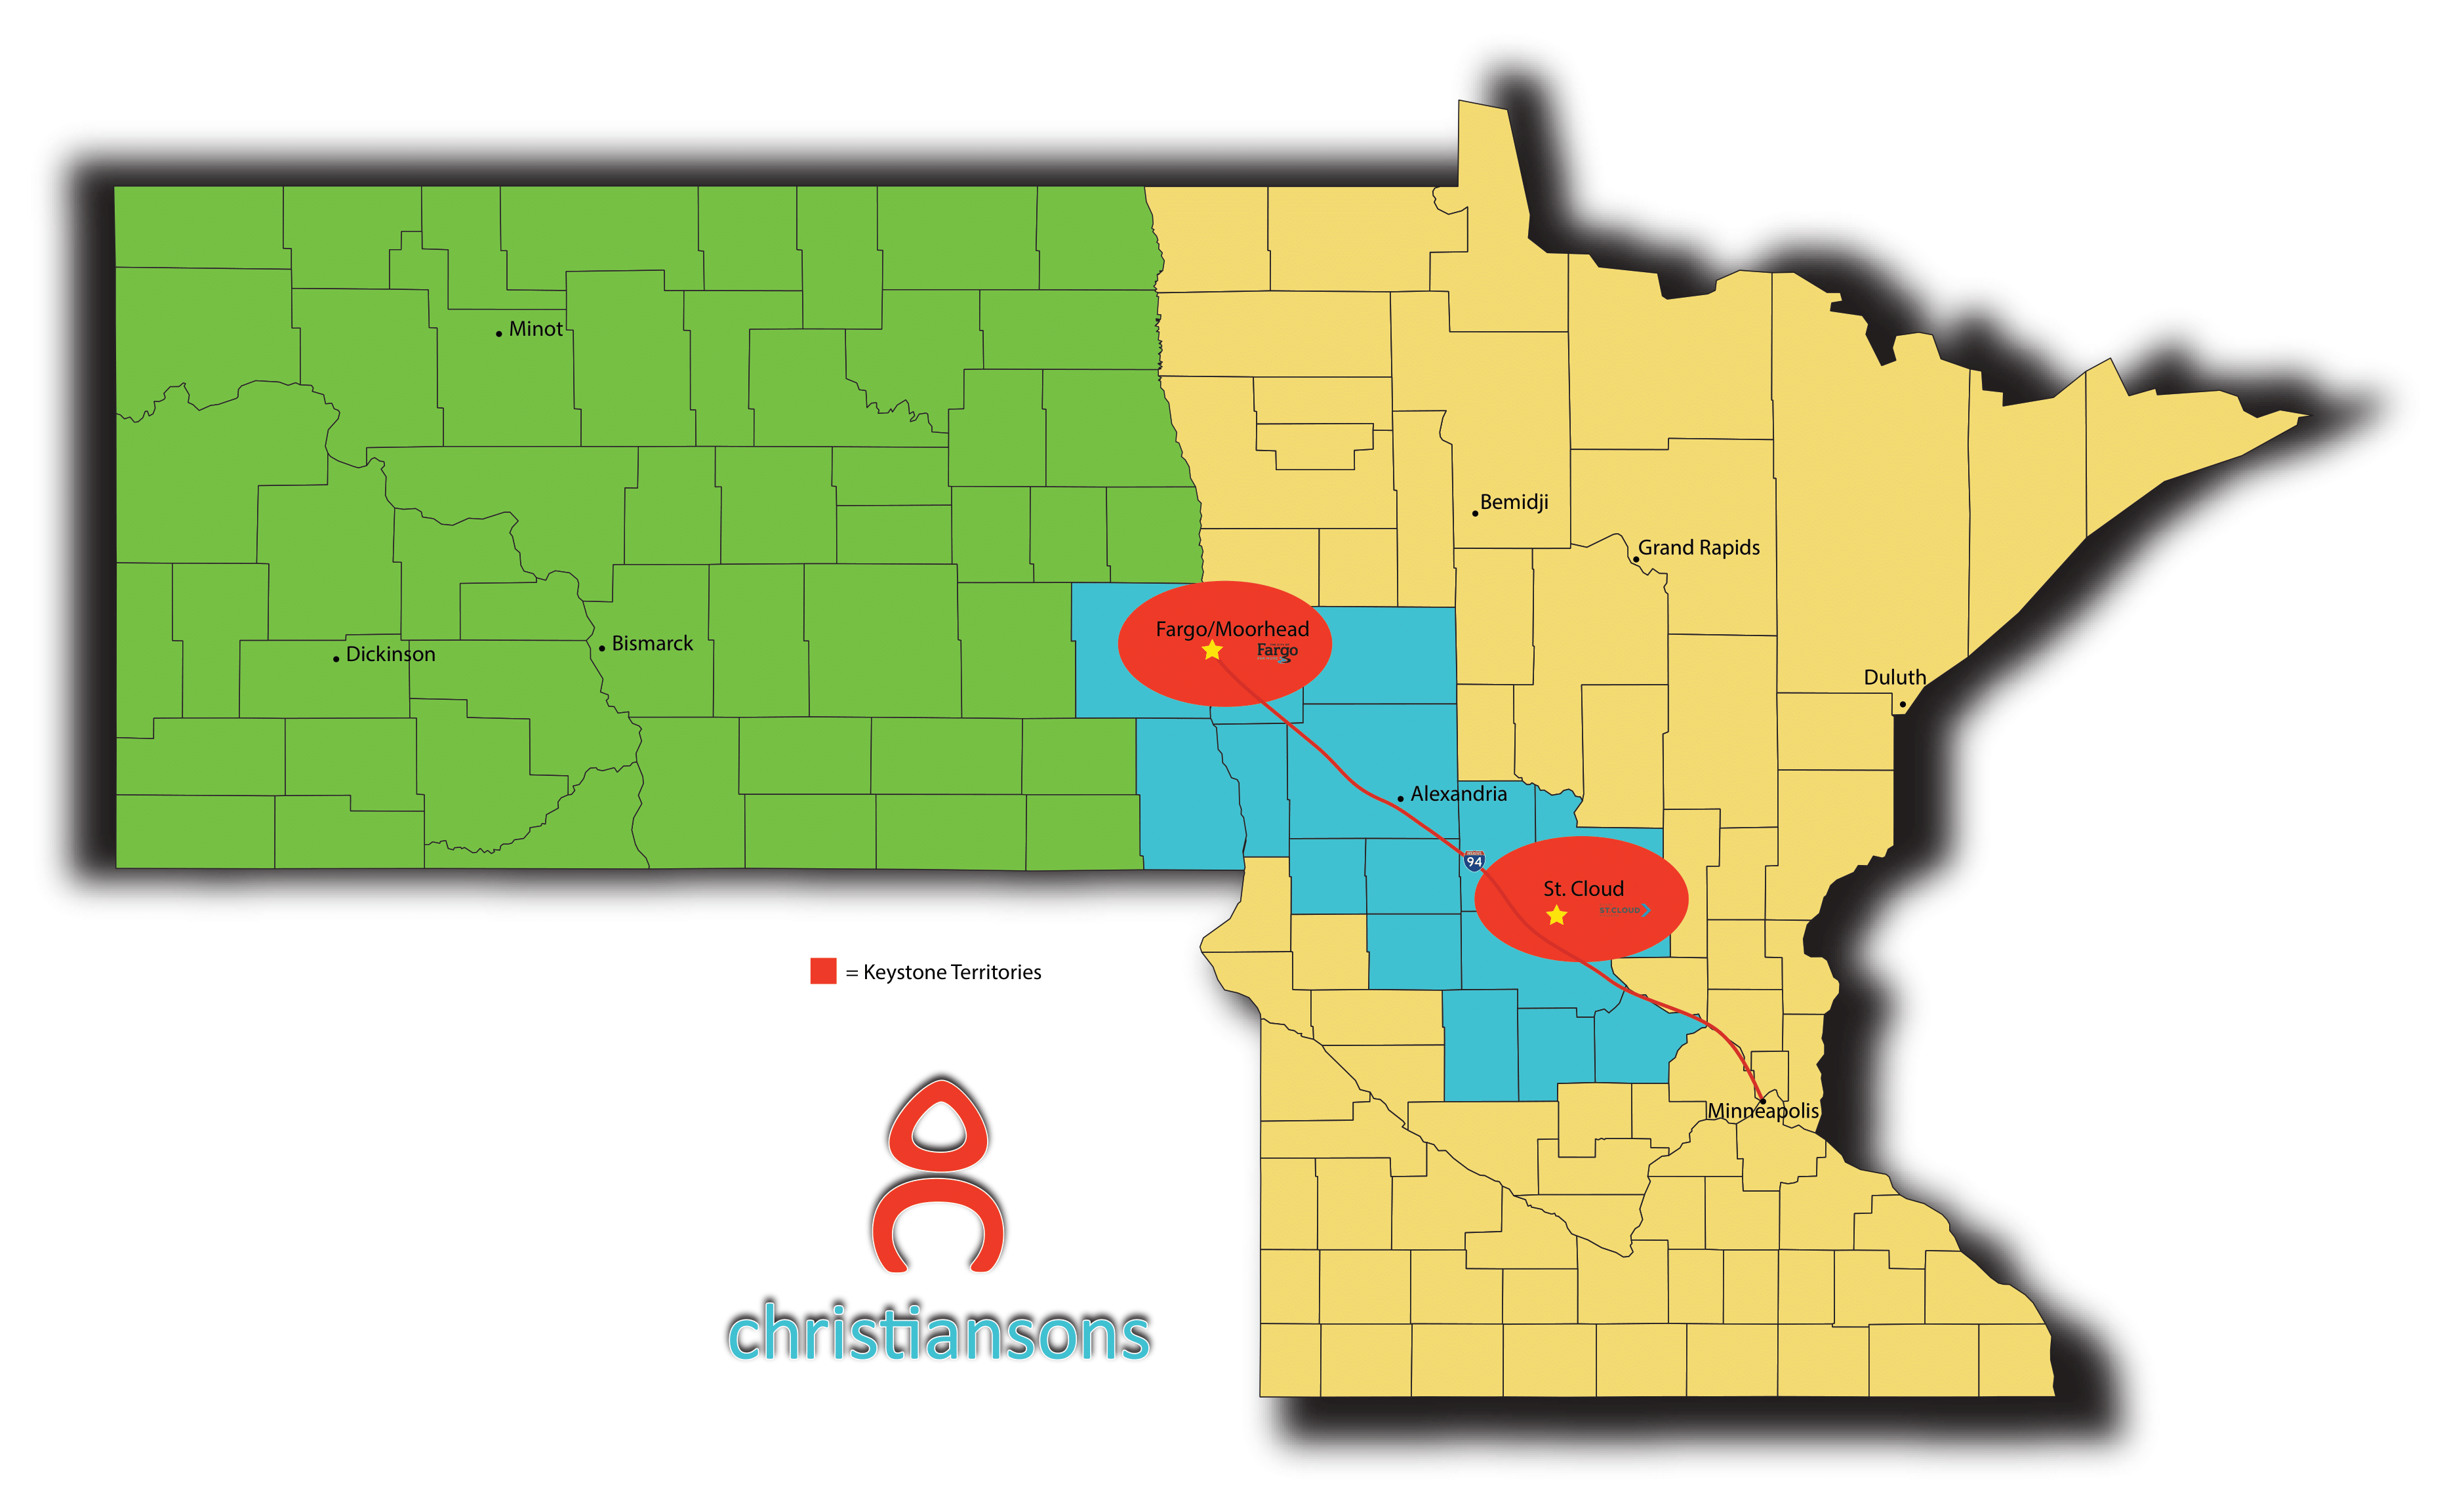 Minot
Bemidji
Grand Rapids
Fargo/Moorhead
Fargo
Bismarck
Dickinson
Duluth
Alexandria
94
St. Cloud
ST.CLOUD
= Keystone Territories
Minneapolis
christiansons